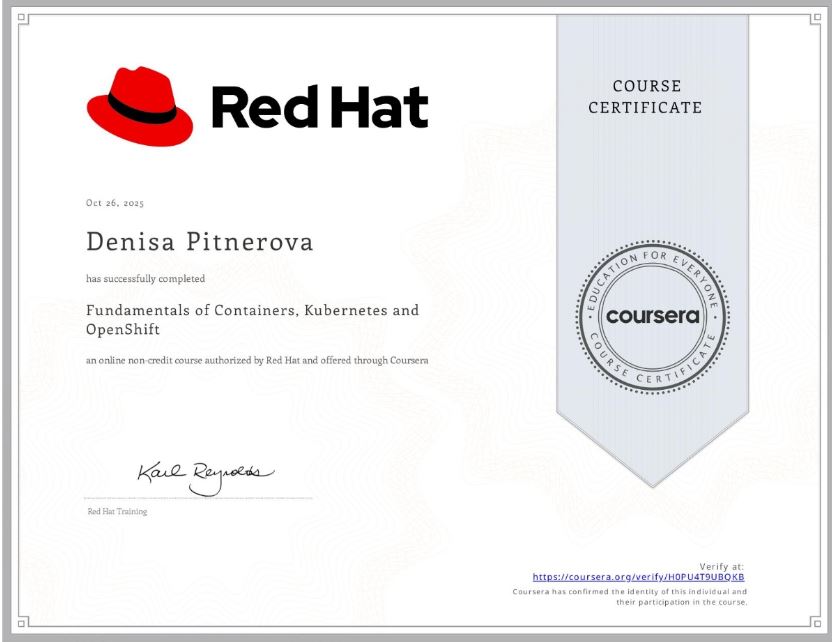 Red Hat
COURSE
CERTIFICATE
Oct 26, 2025
Denisa Pitnerova
has successfully completed
Fundamentals of Containers, Kubernetes and
OpenShift
an online non-credit course authorized by Red Hat and offered through Coursera
EDUCATION FOR EVERYONE
coursera
COURSE CERTIFICATE
Karl Reynolds
Red Hat Training
Verify at:
https://coursera.org/verify/H0PU4T9UBQKB
Coursera has confirmed the identity of this individual and
their participation in the course.